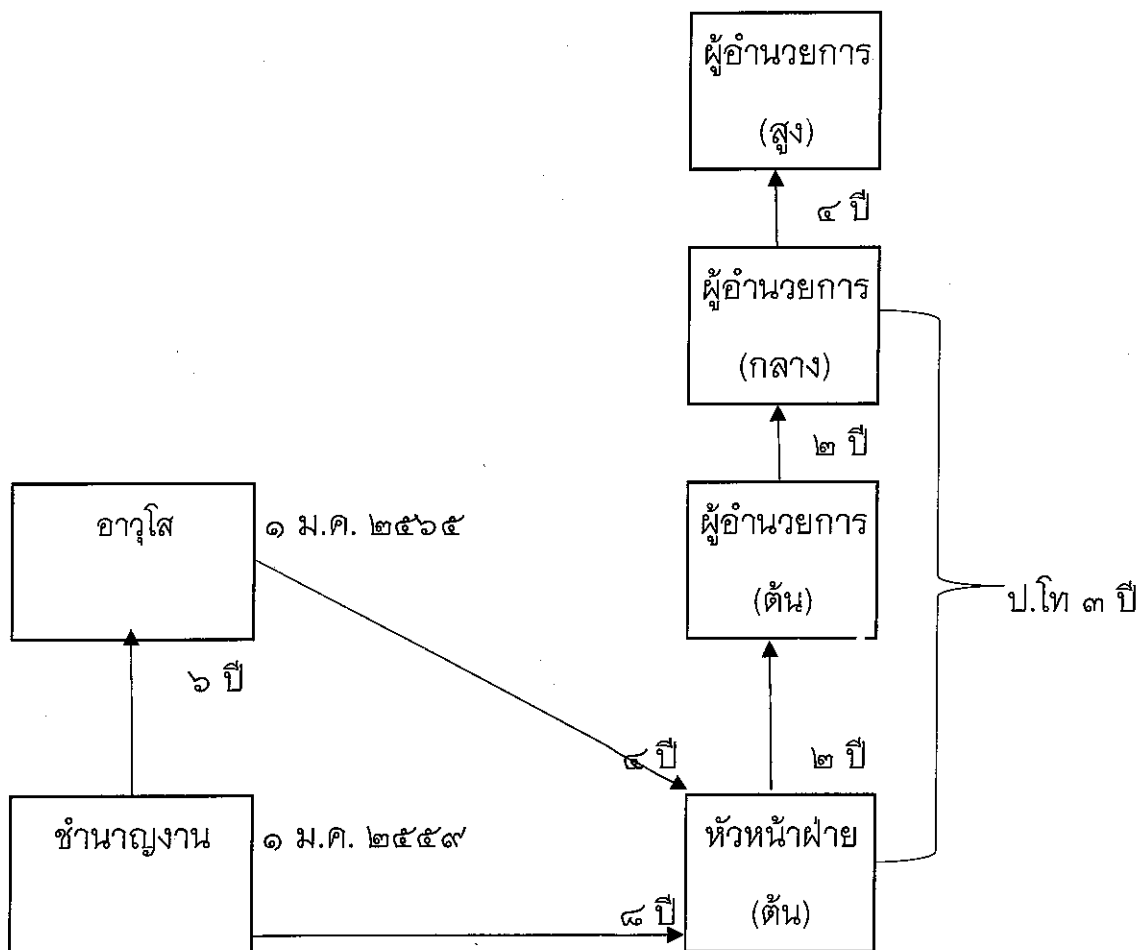 ผู้อำนวยการ
(สูง)
๔ ปี
ผู้อำนวยการ
(กลาง)
๒ ปี
อาวุโส
๑ ม.ค. ๒๕๖๕
ผู้อำนวยการ
(ต้น)
ป.โท ๓ ปี
๖ ปี
๔ ปี
๒ ปี
ชำนาญงาน
๑ ม.ค. ๒๕๕๙
หัวหน้าฝ่าย
(ต้น)
๘ ปี